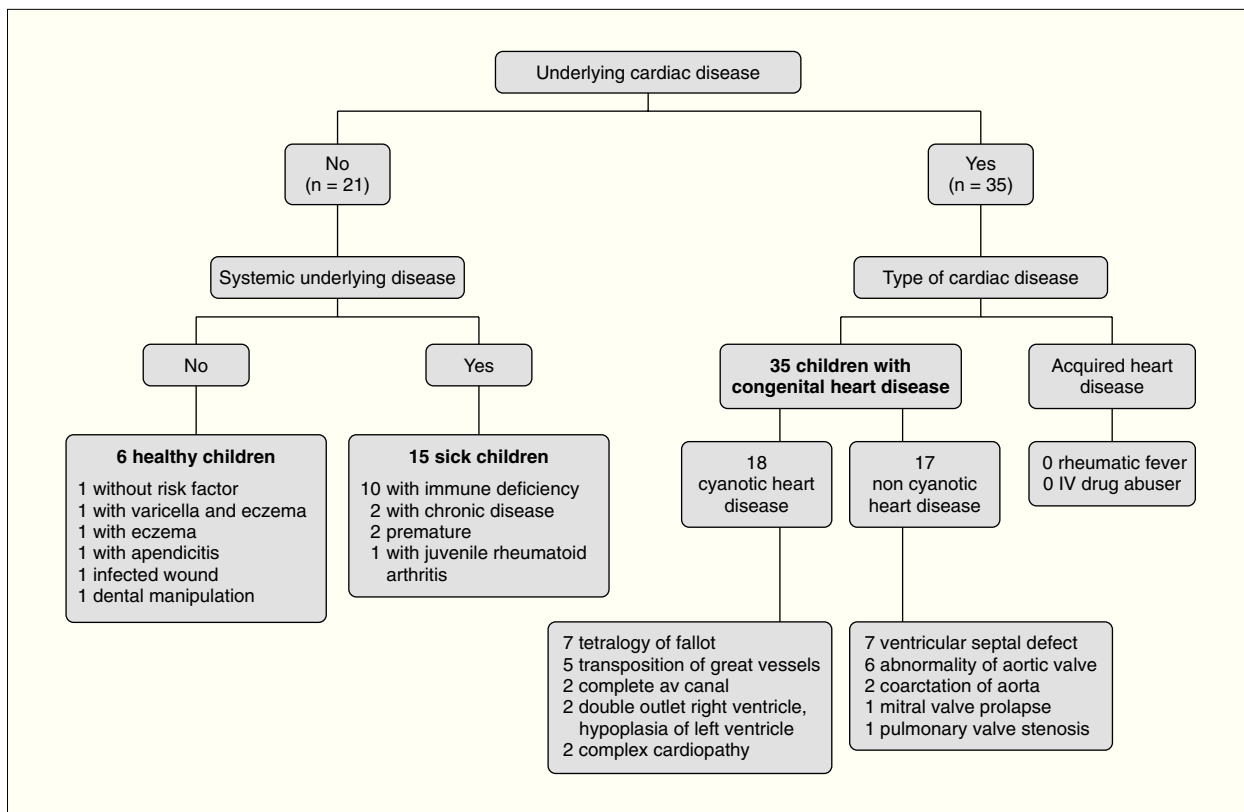 Underlying cardiac disease
No
(n = 21)
Yes
(n = 35)
Systemic underlying disease
Type of cardiac disease
No
Yes
35 children with
congenital heart disease
Acquired heart
disease
6 healthy children
1 without risk factor
1 with varicella and eczema
1 with eczema
1 with apendicitis
1 infected wound
1 dental manipulation
15 sick children
10 with immune deficiency
2 with chronic disease
2 premature
1 with juvenile rheumatoid
arthritis
18
cyanotic heart
disease
17
non cyanotic
heart disease
0 rheumatic fever
0 IV drug abuser
7 tetralogy of fallot
5 transposition of great vessels
2 complete av canal
2 double outlet right ventricle,
hypoplasia of left ventricle
2 complex cardiopathy
7 ventricular septal defect
6 abnormality of aortic valve
2 coarctation of aorta
1 mitral valve prolapse
1 pulmonary valve stenosis